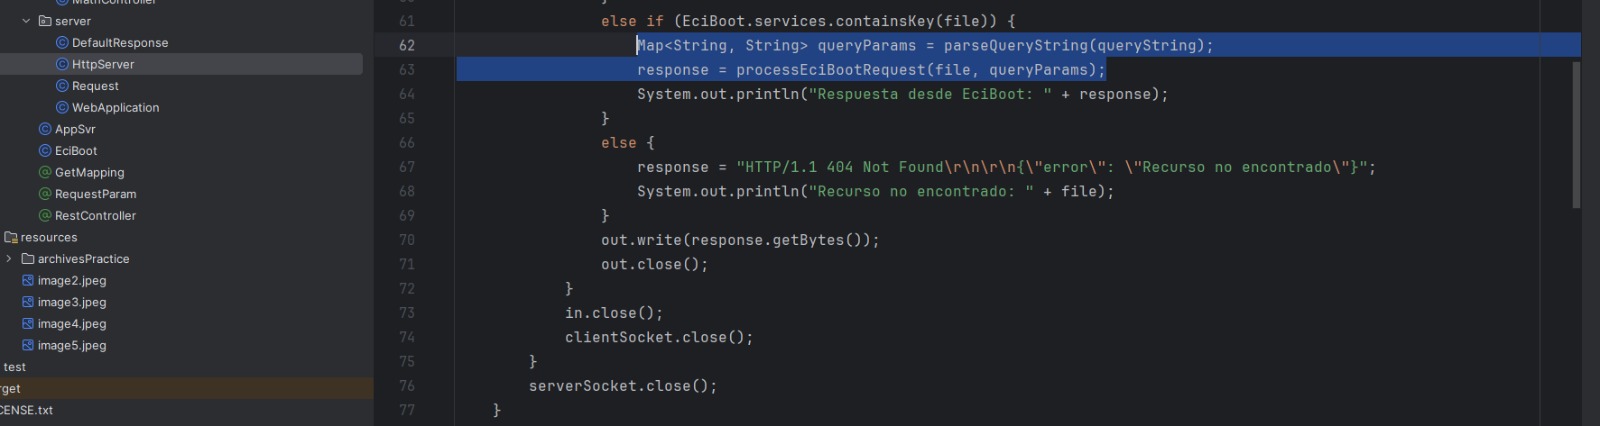 MathController
server
DefaultResponse
HttpServer
Request
WebApplication
AppSvr
EciBoot
GetMapping
RequestParam
RestController
resources
archivesPractice
image2.jpeg
image3.jpeg
image4.jpeg
image5.jpeg
test
rget
CENSE.txt
61 else if (EciBoot.services.containsKey(file)) {
62 Map<String, String> queryParams = parseQueryString(queryString);
63 response = processEciBootRequest(file, queryParams);
64 System.out.println("Respuesta desde EciBoot: " + response);
65 }
66 else {
67 response = "HTTP/1.1 404 Not Found\r\n\r\n{\"error\": \"Recurso no encontrado\"}";
68 System.out.println("Recurso no encontrado: " + file);
69 }
70 out.write(response.getBytes());
71 out.close();
72 }
73 in.close();
74 clientSocket.close();
75 }
76 serverSocket.close();
77 }